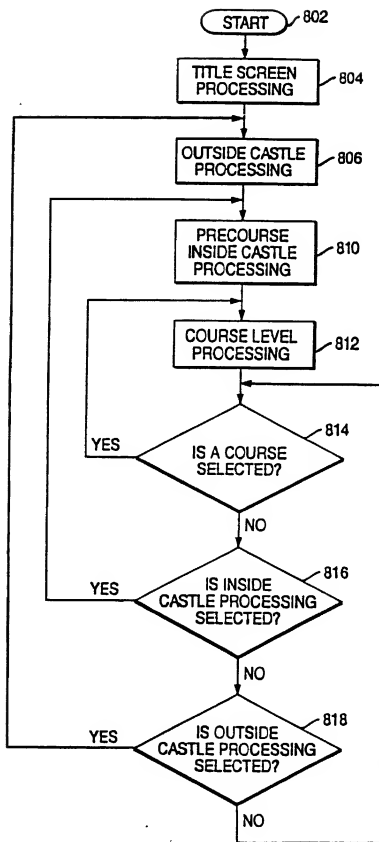 START
802
TITLE SCREEN
PROCESSING
804
OUTSIDE CASTLE
PROCESSING
806
PRECOURSE
INSIDE CASTLE
PROCESSING
810
COURSE LEVEL
PROCESSING
812
814
YES
IS A COURSE
SELECTED?
NO
816
YES
IS INSIDE
CASTLE PROCESSING
SELECTED?
NO
818
YES
IS OUTSIDE
CASTLE PROCESSING
SELECTED?
NO